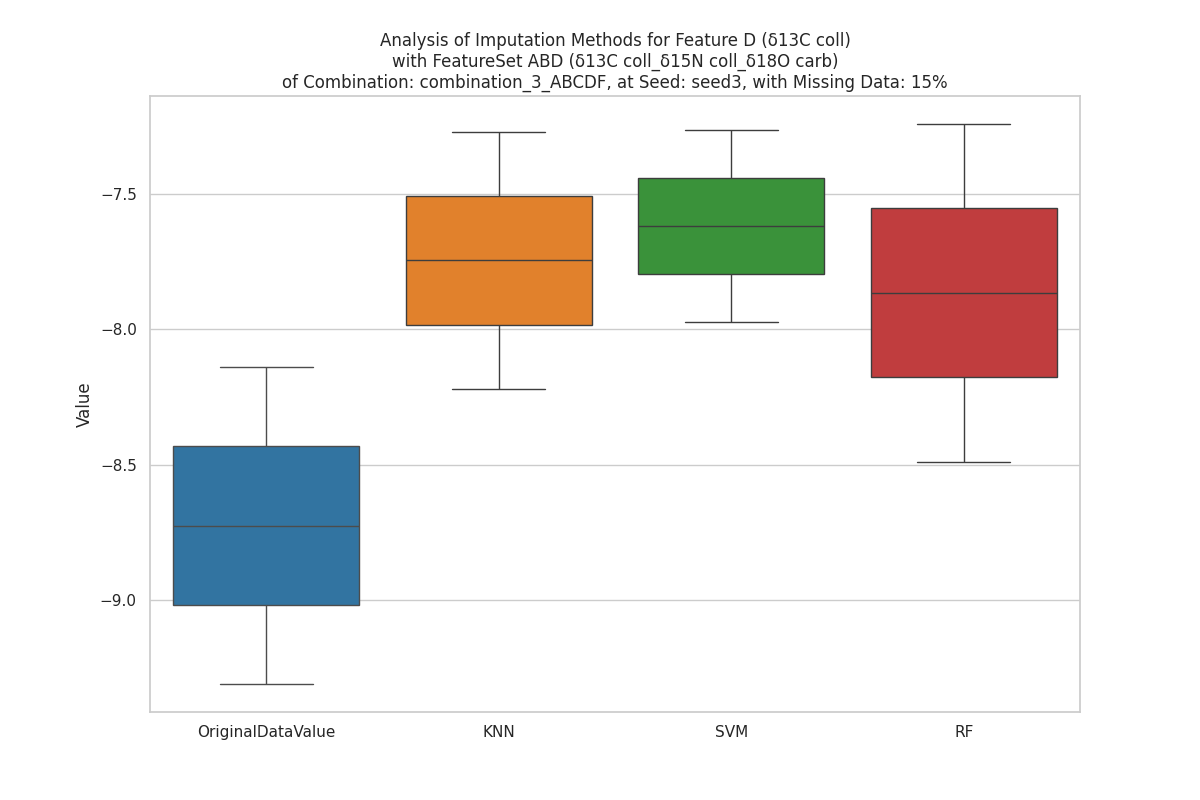 Analysis of Imputation Methods for Feature D (δ13C coll)
with FeatureSet ABD (δ13C coll_δ15N coll_δ18O carb)
of Combination: combination_3_ABCDF, at Seed: seed3, with Missing Data: 15%
Value
−7.5
−8.0
−8.5
−9.0
OriginalDataValue
KNN
SVM
RF